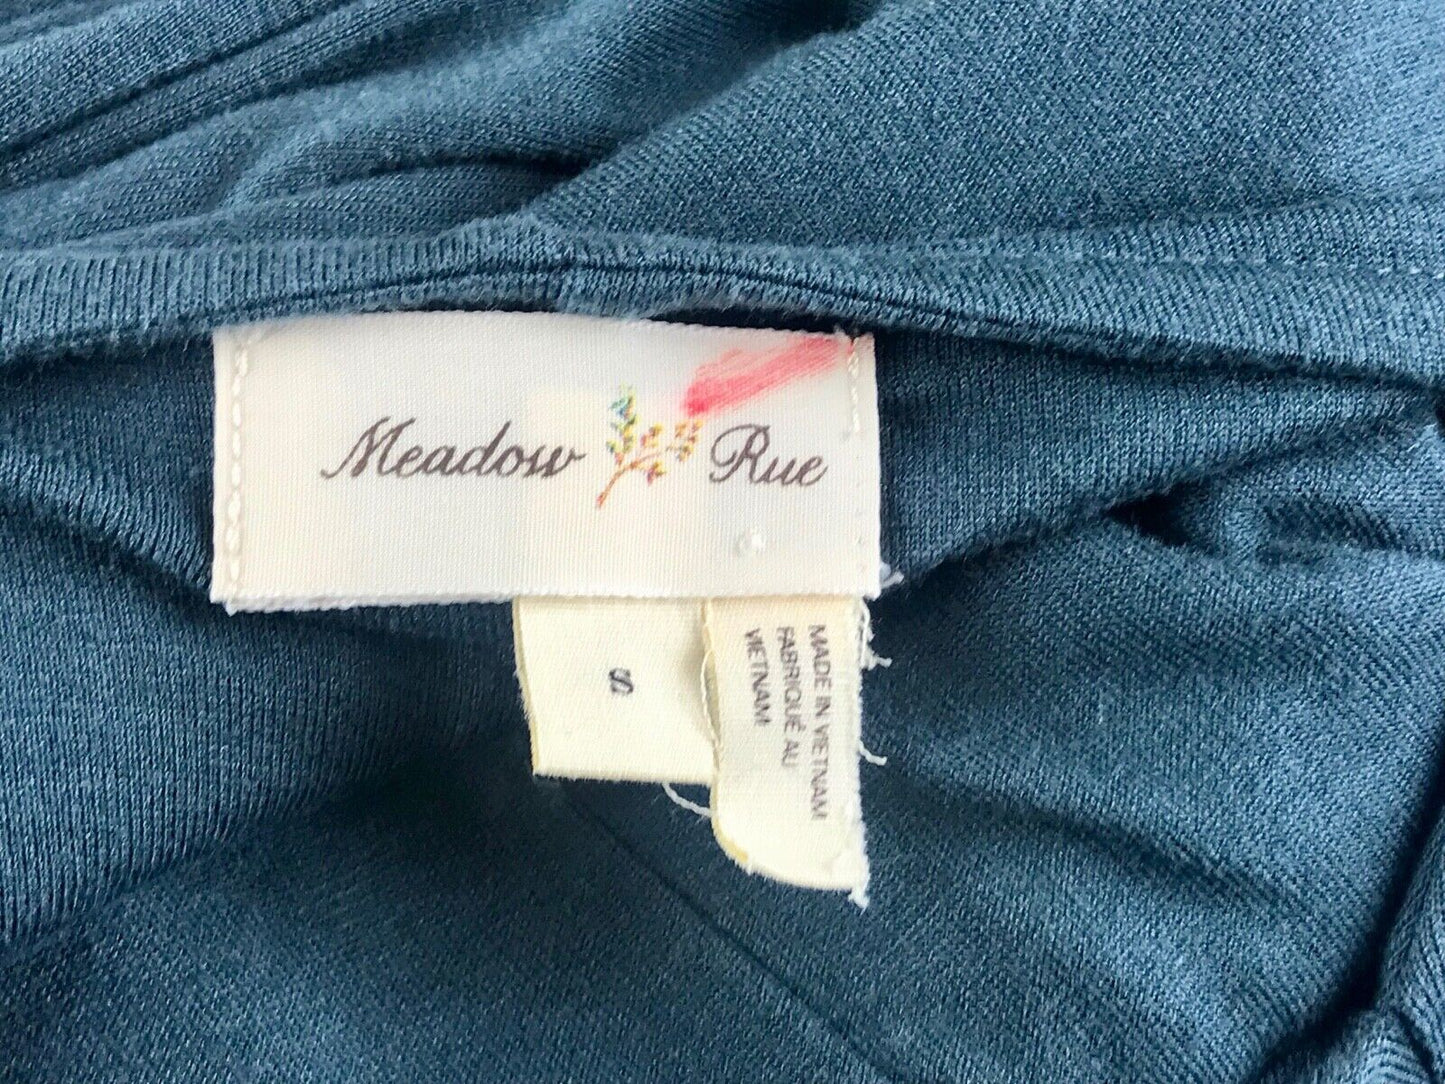 Meadow Rue
S
MADE IN VIETNAM
FABRIQUÉ AU
VIETNAM